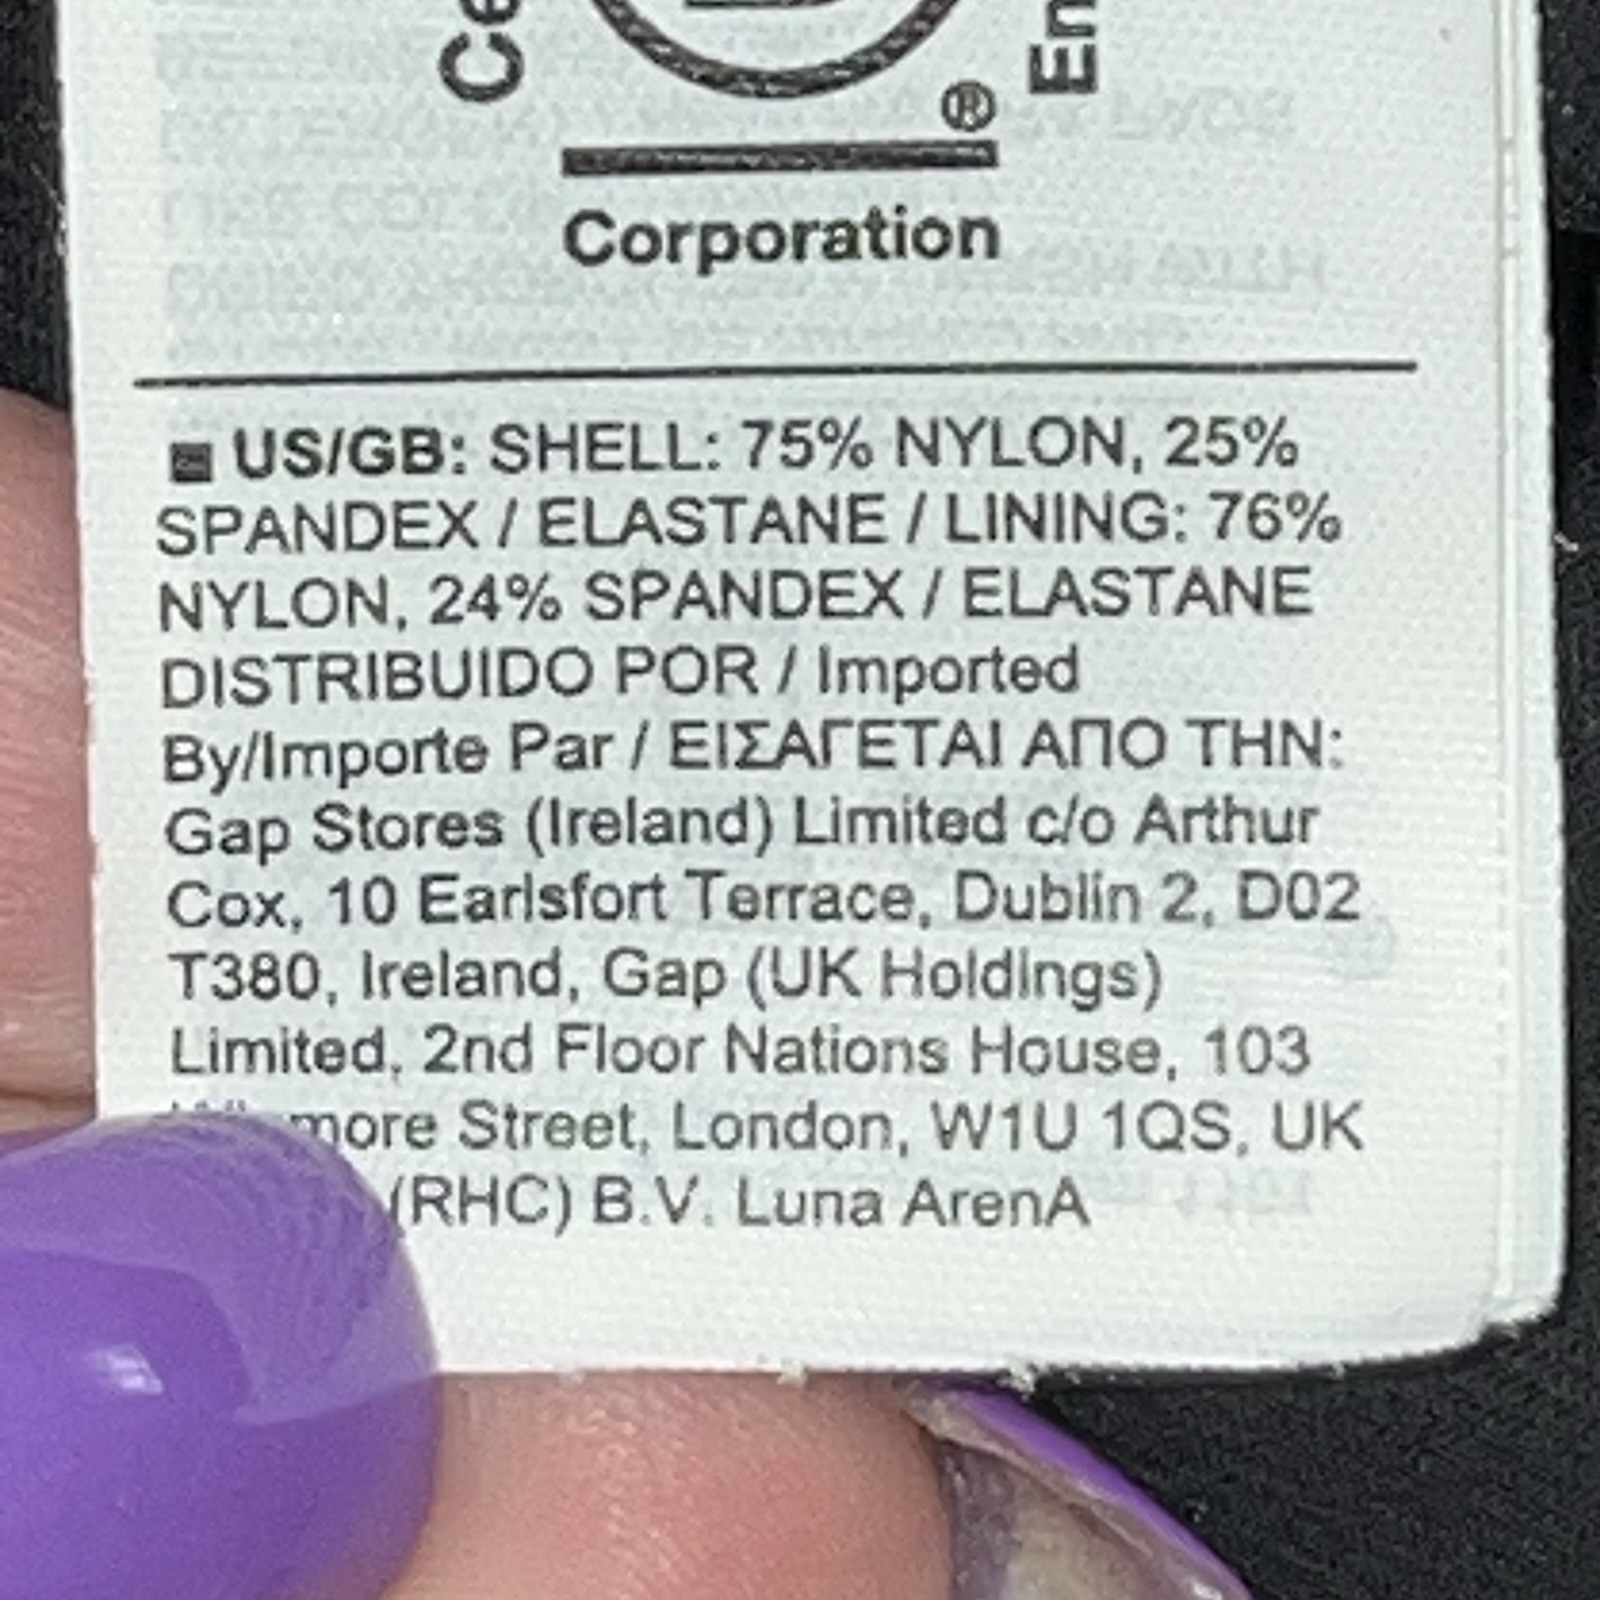 ®
Corporation
US/GB: SHELL: 75% NYLON, 25%
SPANDEX / ELASTANE / LINING: 76%
NYLON, 24% SPANDEX / ELASTANE
DISTRIBUIDO POR / Imported
By/Importe Par / ΕΙΣΑΓΕΤΑΙ ΑΠΟ ΤΗΝ:
Gap Stores (Ireland) Limited c/o Arthur
Cox, 10 Earlsfort Terrace, Dublin 2, D02
T380, Ireland, Gap (UK Holdings)
Limited, 2nd Floor Nations House, 103
Street, London, W1U 1QS, UK
(RHC) B.V. Luna ArenA